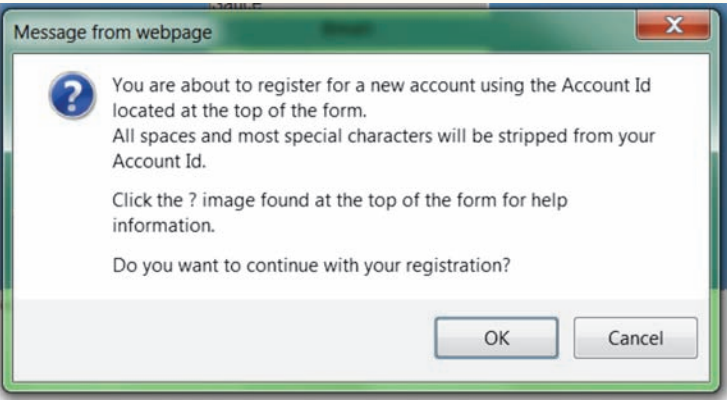 Message from webpage
You are about to register for a new account using the Account Id
located at the top of the form.
All spaces and most special characters will be stripped from your
Account Id.
Click the ? image found at the top of the form for help
information.
Do you want to continue with your registration?
OK
Cancel